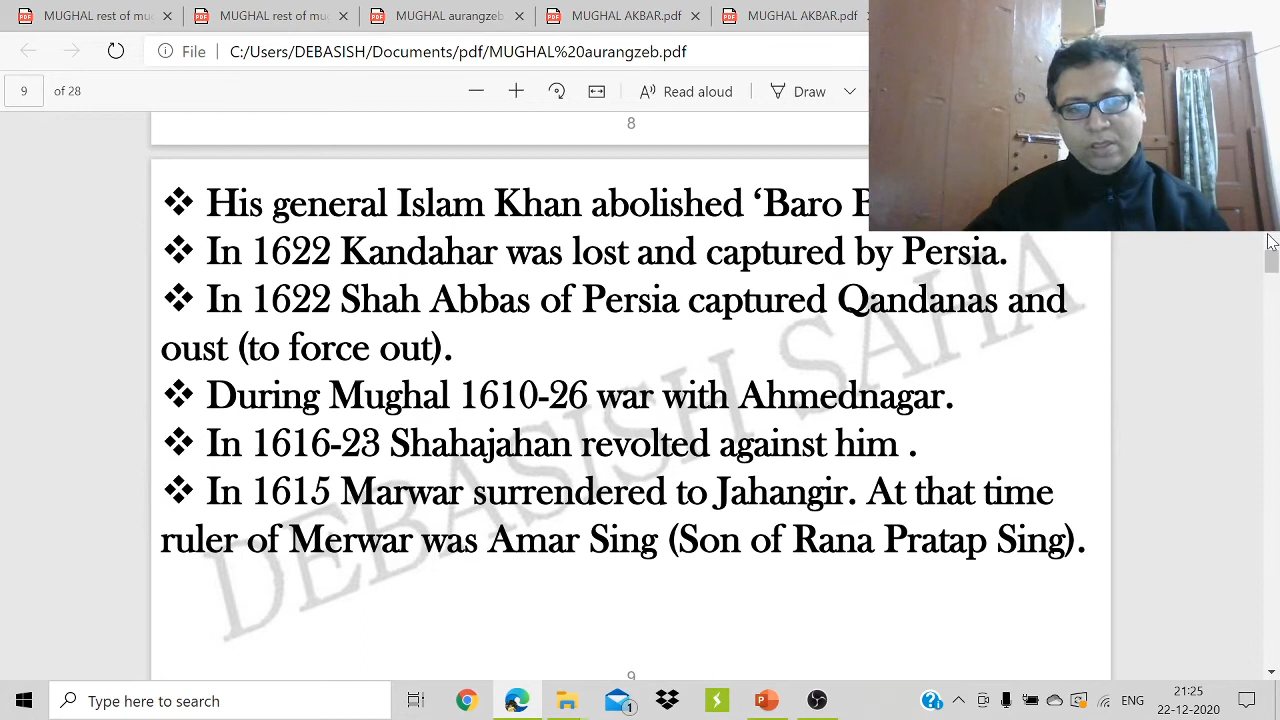 MUGHAL rest of mu
MUGHAL rest of mu
MUGHAL aurangzeb.
MUGHAL AKBAR.pdf
MUGHAL AKBAR.pdf
File C:/Users/DEBASISH/Documents/pdf/MUGHAL%20aurangzeb.pdf
9 of 28 Read aloud Draw
8
❖ His general Islam Khan abolished ‘Baro B
❖ In 1622 Kandahar was lost and captured by Persia.
❖ In 1622 Shah Abbas of Persia captured Qandanas and
oust (to force out).
❖ During Mughal 1610-26 war with Ahmednagar.
❖ In 1616-23 Shahajahan revolted against him .
❖ In 1615 Marwar surrendered to Jahangir. At that time
ruler of Merwar was Amar Sing (Son of Rana Pratap Sing).
DEBASISH SAHA
9
Type here to search
1
ENG
21:25
22-12-2020